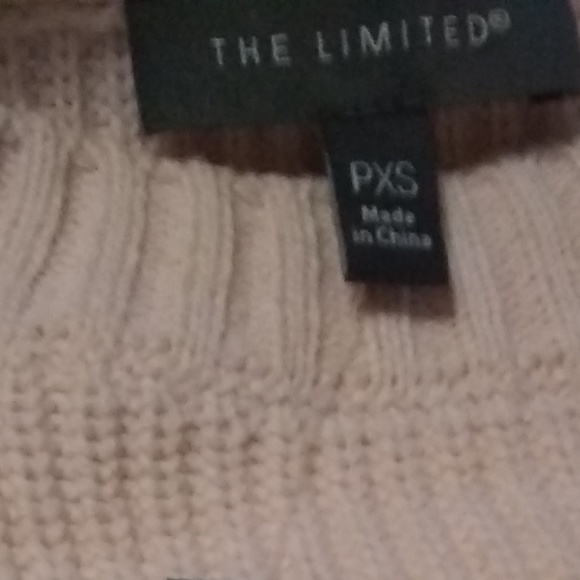 THE LIMITED®
PXS
Made
in China